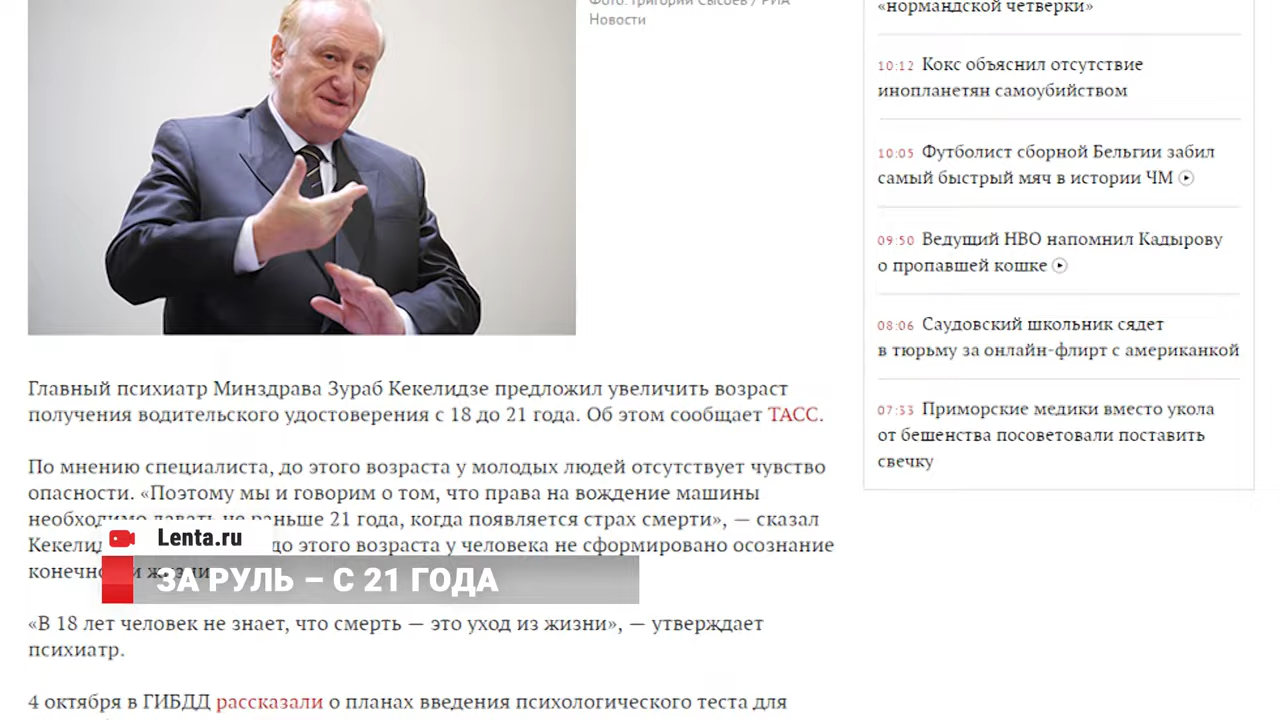 Фото: Григорий Сысоев / РИА
Новости
Главный психиатр Минздрава Зураб Кекелидзе предложил увеличить возраст
получения водительского удостоверения с 18 до 21 года. Об этом сообщает ТАСС.
По мнению специалиста, до этого возраста у молодых людей отсутствует чувство
опасности. «Поэтому мы и говорим о том, что права на вождение машины
необходимо давать не раньше 21 года, когда появляется страх смерти», — сказал
до этого возраста у человека не сформировано осознание
Lenta.ru
ЗА РУЛЬ – С 21 ГОДА
«В 18 лет человек не знает, что смерть — это уход из жизни», — утверждает
психиатр.
4 октября в ГИБДД рассказали о планах введения психологического теста для
«нормандской четверки»
10:12 Кокс объяснил отсутствие
инопланетян самоубийством
10:05 Футболист сборной Бельгии забил
самый быстрый мяч в истории ЧМ
09:50 Ведущий НВО напомнил Кадырову
о пропавшей кошке
08:06 Саудовский школьник сядет
в тюрьму за онлайн-флирт с американкой
07:33 Приморские медики вместо укола
от бешенства посоветовали поставить
свечку